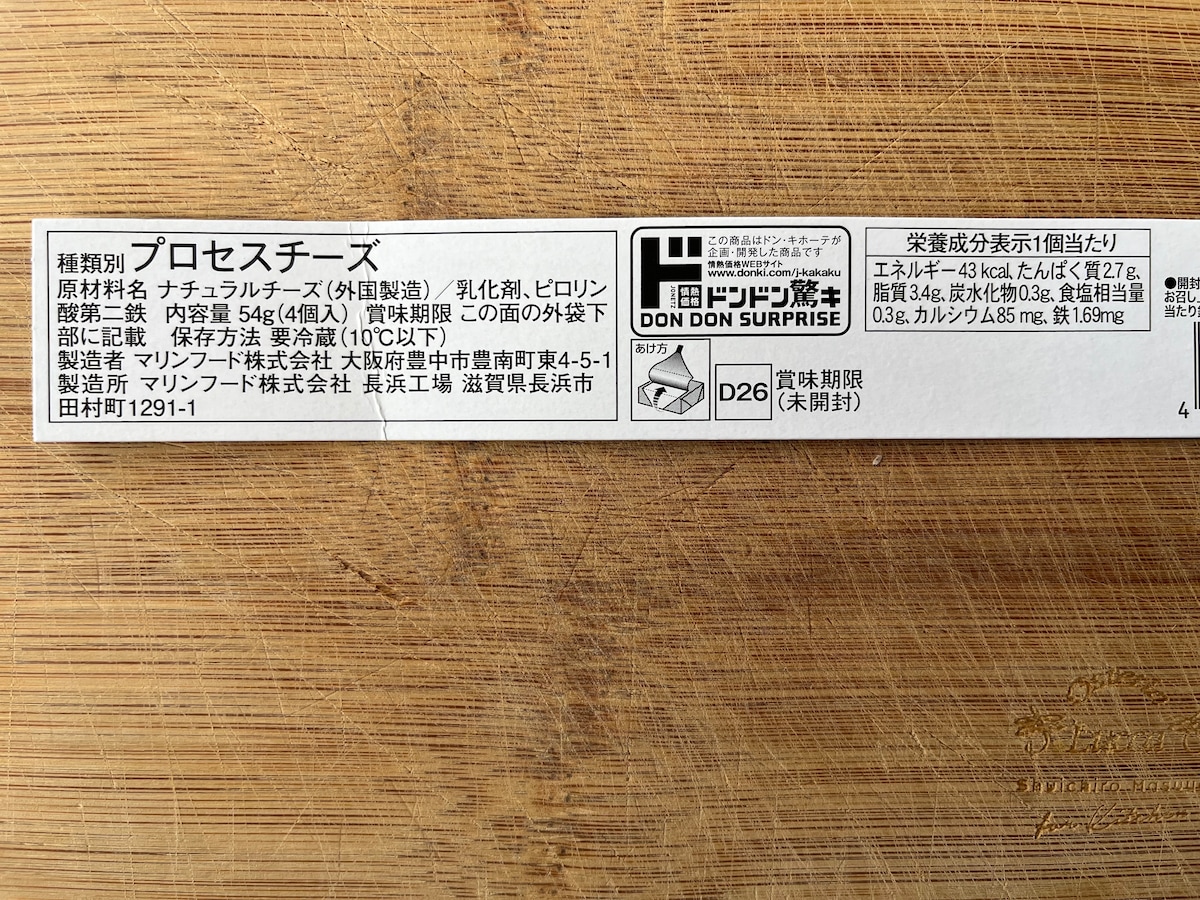 種類別 プロセスチーズ
原材料名 ナチュラルチーズ(外国製造)／乳化剤、ピロリン
酸第二鉄 内容量 54g(4個入) 賞味期限 この面の外袋下
部に記載 保存方法 要冷蔵(10℃以下)
製造者 マリンフード株式会社 大阪府豊中市豊南町東4-5-1
製造所 マリンフード株式会社 長浜工場 滋賀県長浜市
田村町1291-1
ド
この商品はドン・キホーテが
企画・開発した商品です
情熱価格WEBサイト
www.donki.com/j-kakaku
情熱
価格
ドンドン驚キ
DON DON SURPRISE
あけ方
D26
賞味期限
(未開封)
栄養成分表示1個当たり
エネルギー43kcal、たんぱく質2.7g、
脂質3.4g、炭水化物0.3g、食塩相当量
0.3g、カルシウム85mg、鉄1.69mg
●開封
お召し
当たり
4
Lucca
Shuichiro Masu
for Kitchen